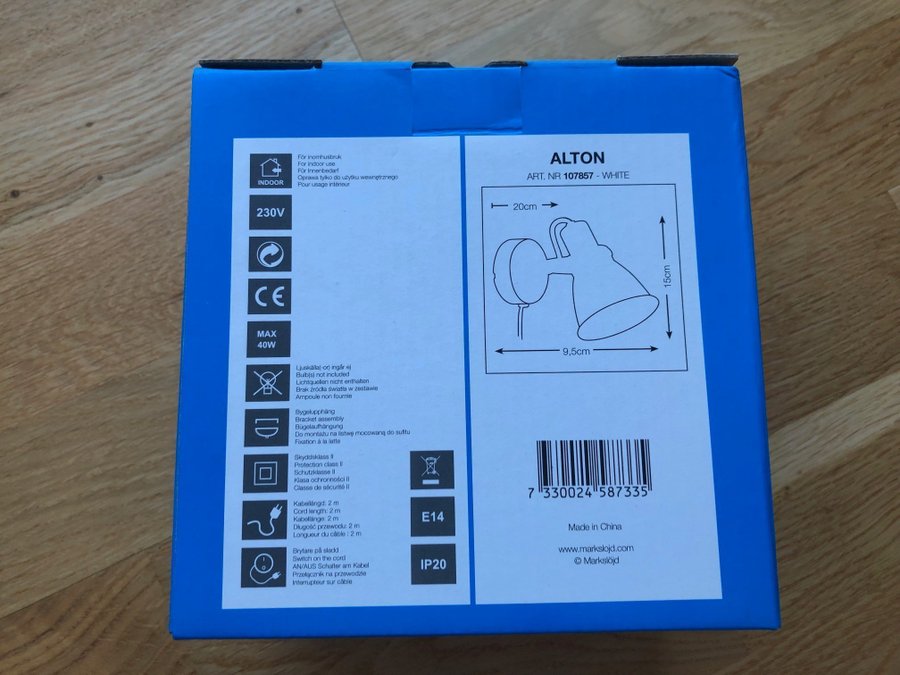 För inomhusbruk
For indoor use
För Innenbedarf
Oprawa tylko do użytku wewnętrznego
Pour usage intérieur
INDOOR
230V
CE
MAX
40W
Ljuskälla(or) ingår ej
Bulb(s) not included
Lichtquellen nicht enthalten
Brak źródła światła w zestawie
Ampoule non fournie
Bygelupphäng
Bracket assembly
Bügelaufhängung
Do montażu na listwę mocowaną do sufitu
Fixation à la latte
Skyddsklass II
Protection class II
Schutzklasse II
Klasa ochronności II
Classe de sécurité II
Kabellängd: 2 m
Cord length: 2 m
Kabellänge: 2 m
Długość przewodu: 2 m
Longueur du câble : 2 m
Brytare på sladd
Switch on the cord
AN/AUS Schalter am Kabel
Przełącznik na przewodzie
Interrupteur sur câble
E14
IP20
ALTON
ART. NR 107857 - WHITE
20cm
15cm
9,5cm
7 330024 587335
Made in China
www.markslojd.com
© Markslöjd